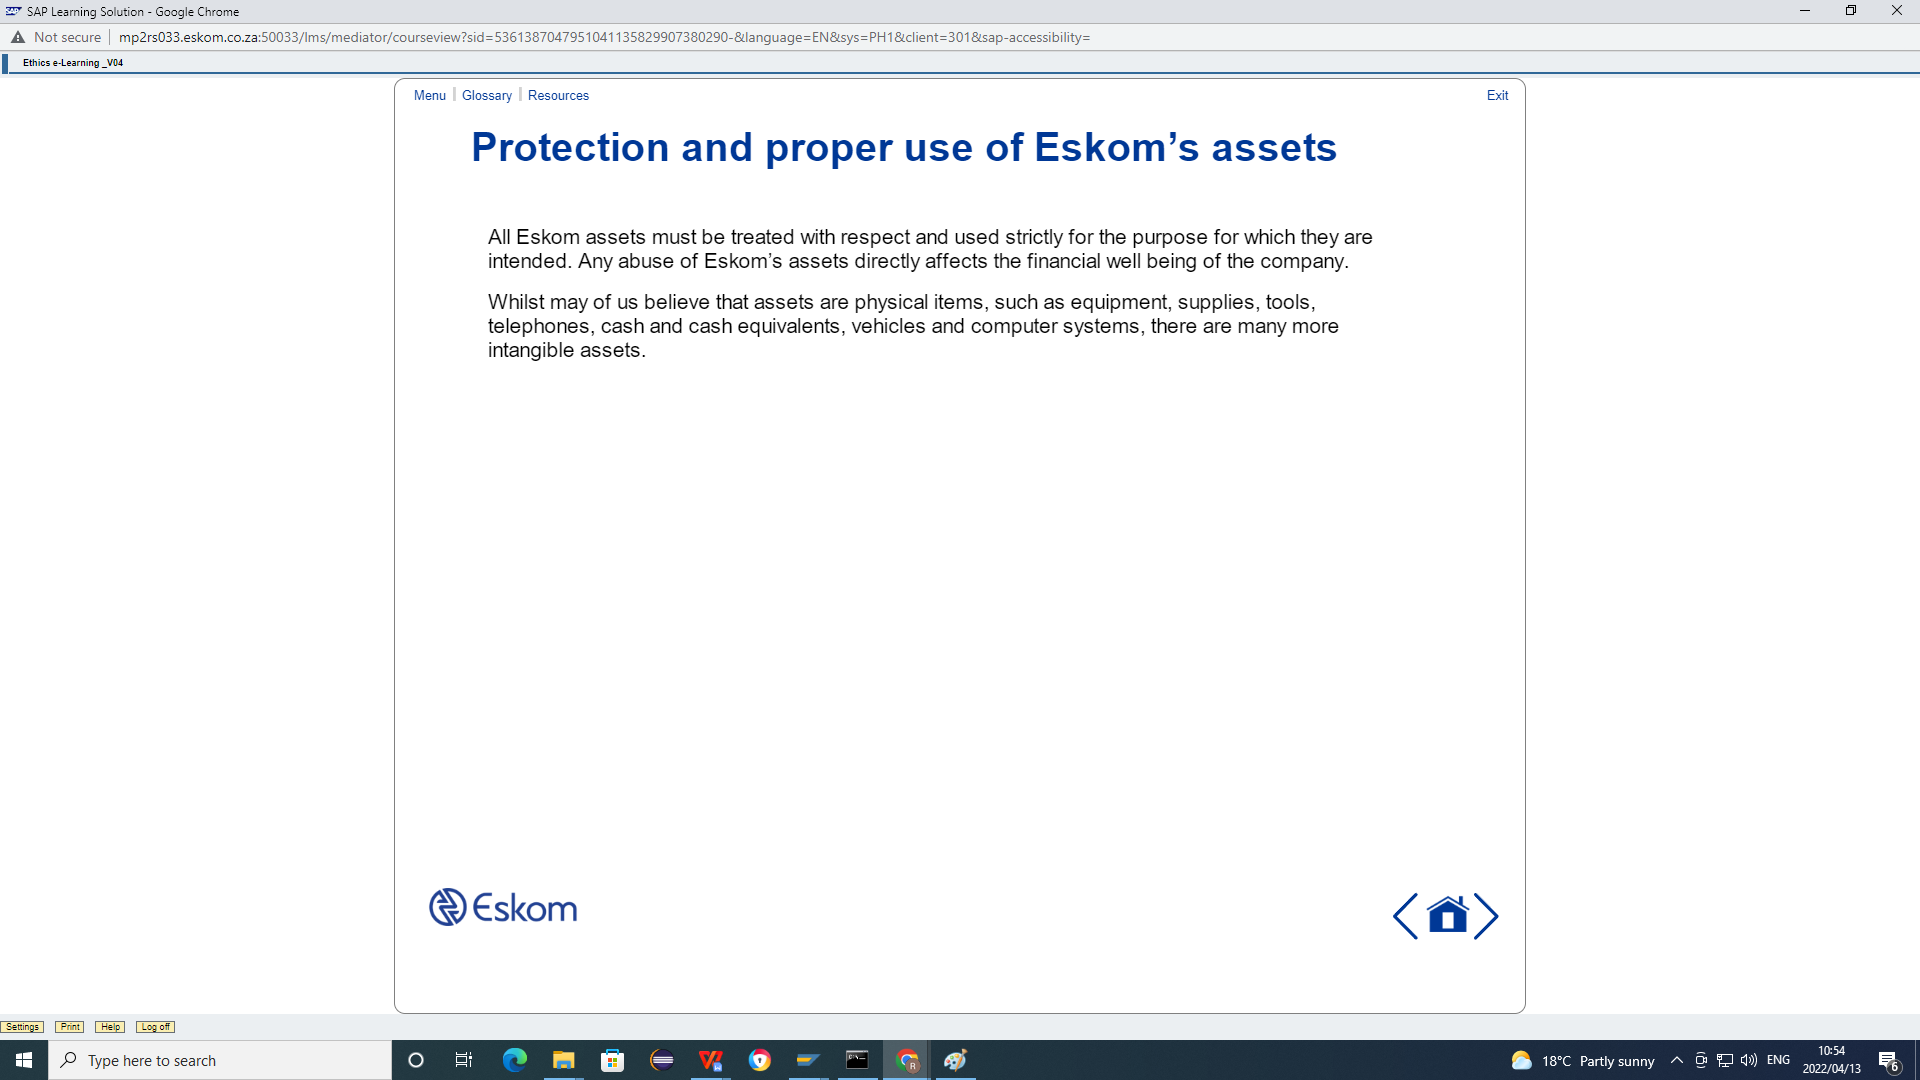 SAP Learning Solution - Google Chrome
Not secure | mp2rs033.eskom.co.za:50033/lms/mediator/courseview?sid=5361387047951041135829907380290-&language=EN&sys=PH1&client=301&sap-accessibility=
Ethics e-Learning _V04
Menu | Glossary | Resources
Exit
Protection and proper use of Eskom’s assets
All Eskom assets must be treated with respect and used strictly for the purpose for which they are
intended. Any abuse of Eskom’s assets directly affects the financial well being of the company.
Whilst may of us believe that assets are physical items, such as equipment, supplies, tools,
telephones, cash and cash equivalents, vehicles and computer systems, there are many more
intangible assets.
Eskom
Settings Print Help Log off
Type here to search
18°C Partly sunny
ENG
10:54
2022/04/13
6